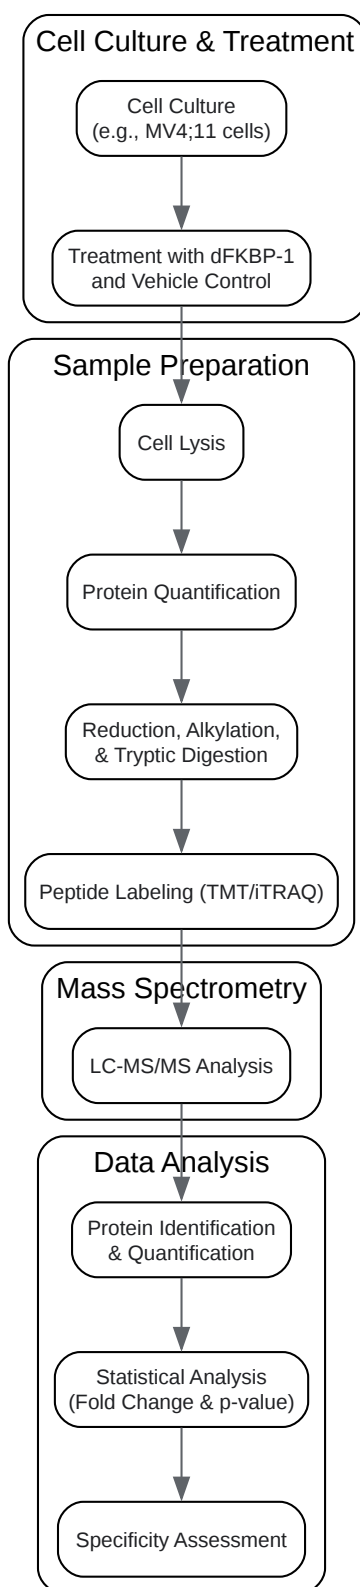 Cell Culture & Treatment
Cell Culture
(e.g., MV4;11 cells)
Treatment with dFKBP-1
and Vehicle Control
Sample Preparation
Cell Lysis
Protein Quantification
Reduction, Alkylation,
& Tryptic Digestion
Peptide Labeling (TMT/iTRAQ)
Mass Spectrometry
LC-MS/MS Analysis
Data Analysis
Protein Identification
& Quantification
Statistical Analysis
(Fold Change & p-value)
Specificity Assessment